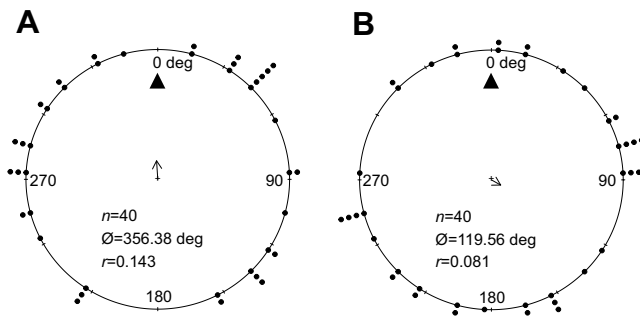 A
0 deg
270
90
n=40
Ø=356.38 deg
r=0.143
180
B
0 deg
270
90
n=40
Ø=119.56 deg
r=0.081
180